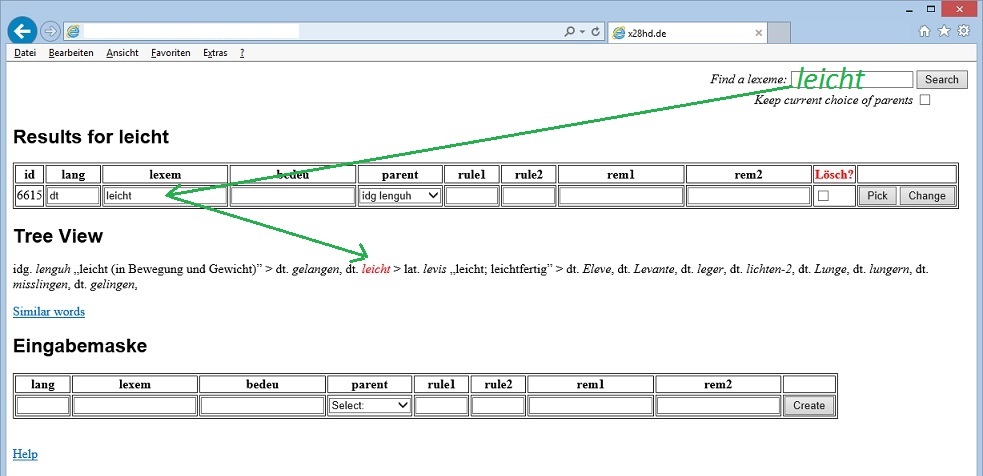 x28hd.de
Datei Bearbeiten Ansicht Favoriten Extras ?
Find a lexeme: leicht Search
Keep current choice of parents
Results for leicht
id lang lexem bedeu parent rule1 rule2 rem1 rem2 Lösch?
6615 dt leicht idg lenguh Pick Change
Tree View
idg. lenguh „leicht (in Bewegung und Gewicht)” > dt. gelangen, dt. leicht > lat. levis „leicht; leichtfertig” > dt. Eleve, dt. Levante, dt. leger, dt. lichten-2, dt. Lunge, dt. lungern, dt.
misslingen, dt. gelingen,
Similar words
Eingabemaske
lang lexem bedeu parent rule1 rule2 rem1 rem2
Select: Create
Help